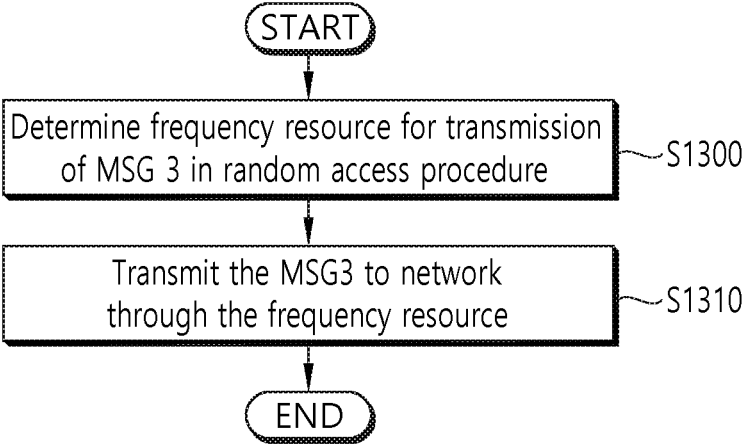 START
Determine frequency resource for transmission
of MSG 3 in random access procedure
S1300
Transmit the MSG3 to network
through the frequency resource
S1310
END